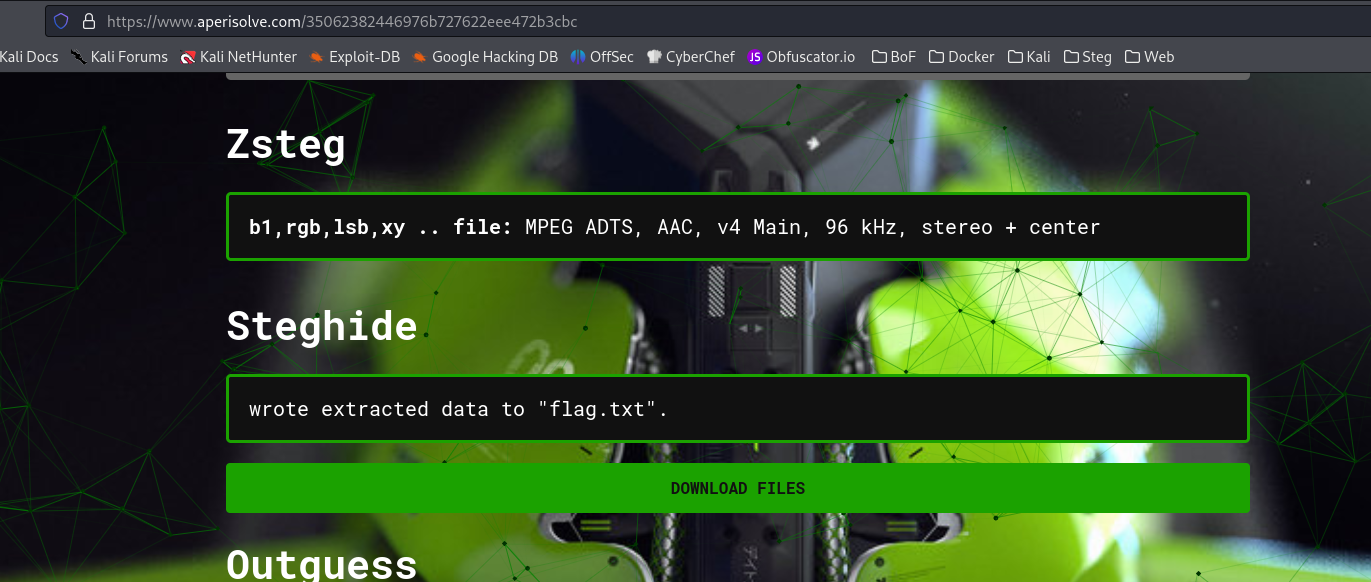 https://www.aperisolve.com/35062382446976b727622eee472b3cbc
Kali Docs Kali Forums Kali NetHunter Exploit-DB Google Hacking DB OffSec CyberChef JS Obfuscator.io BoF Docker Kali Steg Web
Zsteg
b1,rgb,lsb,xy .. file: MPEG ADTS, AAC, v4 Main, 96 kHz, stereo + center
Steghide
wrote extracted data to "flag.txt".
DOWNLOAD FILES
Outguess